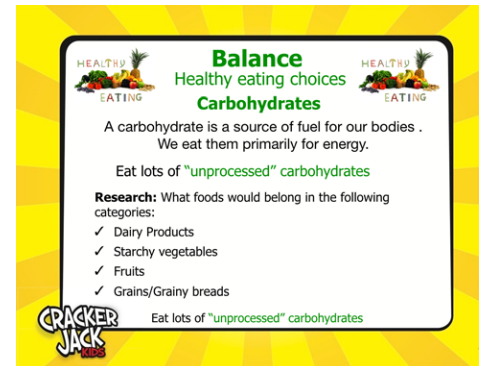 Balance
HEALTHY EATING
Healthy eating choices
HEALTHY EATING
Carbohydrates
A carbohydrate is a source of fuel for our bodies .
We eat them primarily for energy.
Eat lots of “unprocessed” carbohydrates
Research: What foods would belong in the following
categories:
✓ Dairy Products
✓ Starchy vegetables
✓ Fruits
✓ Grains/Grainy breads
Eat lots of “unprocessed” carbohydrates
CRACKER
JACK
KIDS